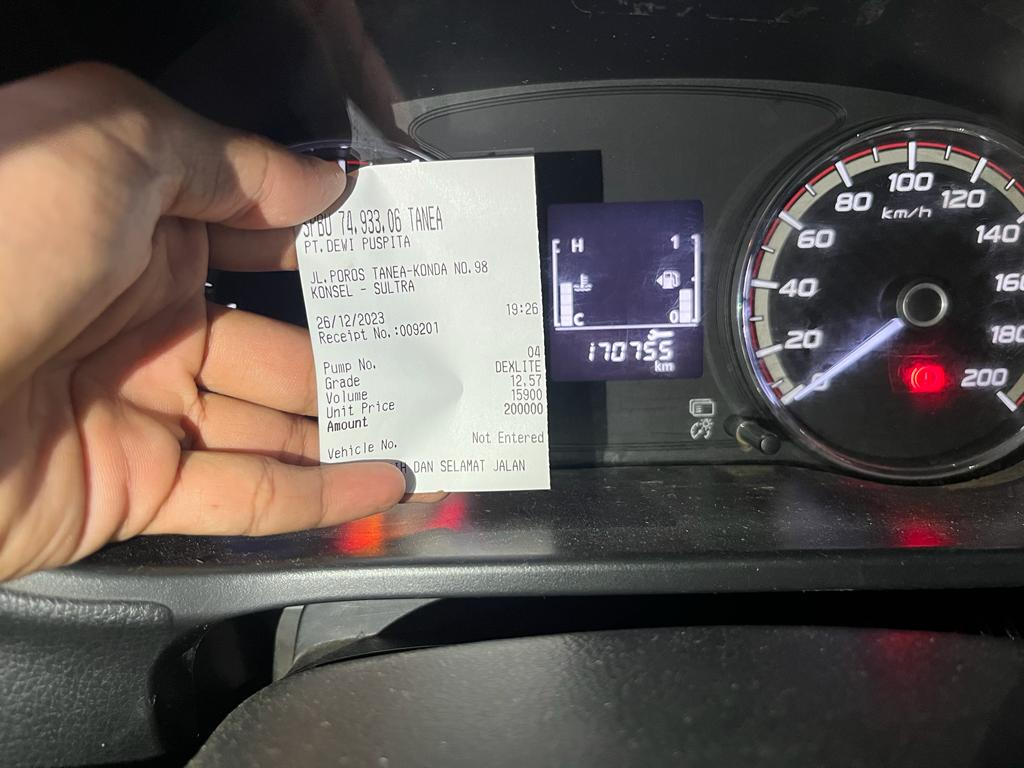 SPBU 74.933.06 TANEA
PT.DEWI PUSPITA
JL.POROS TANEA-KONDA NO.98
KONSEL - SULTRA
26/12/2023 19:26
Receipt No.:009201
Pump No. 04
Grade DEXLITE
Volume 12.57
Unit Price 15900
Amount 200000
Vehicle No. Not Entered
DAN SELAMAT JALAN
H 1
C 0
170755
km
0
20
40
60
80
100
120
140
160
180
200
km/h